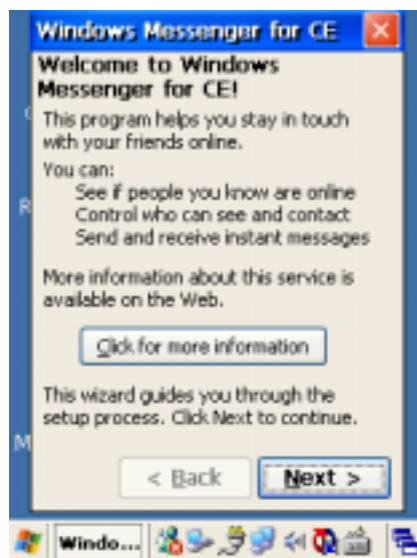 Windows Messenger for CE
Welcome to Windows
Messenger for CE!
This program helps you stay in touch
with your friends online.
You can:
See if people you know are online
Control who can see and contact
Send and receive instant messages
More information about this service is
available on the Web.
Click for more information
This wizard guides you through the
setup process. Click Next to continue.
R
M
< Back
Next >
Windo...